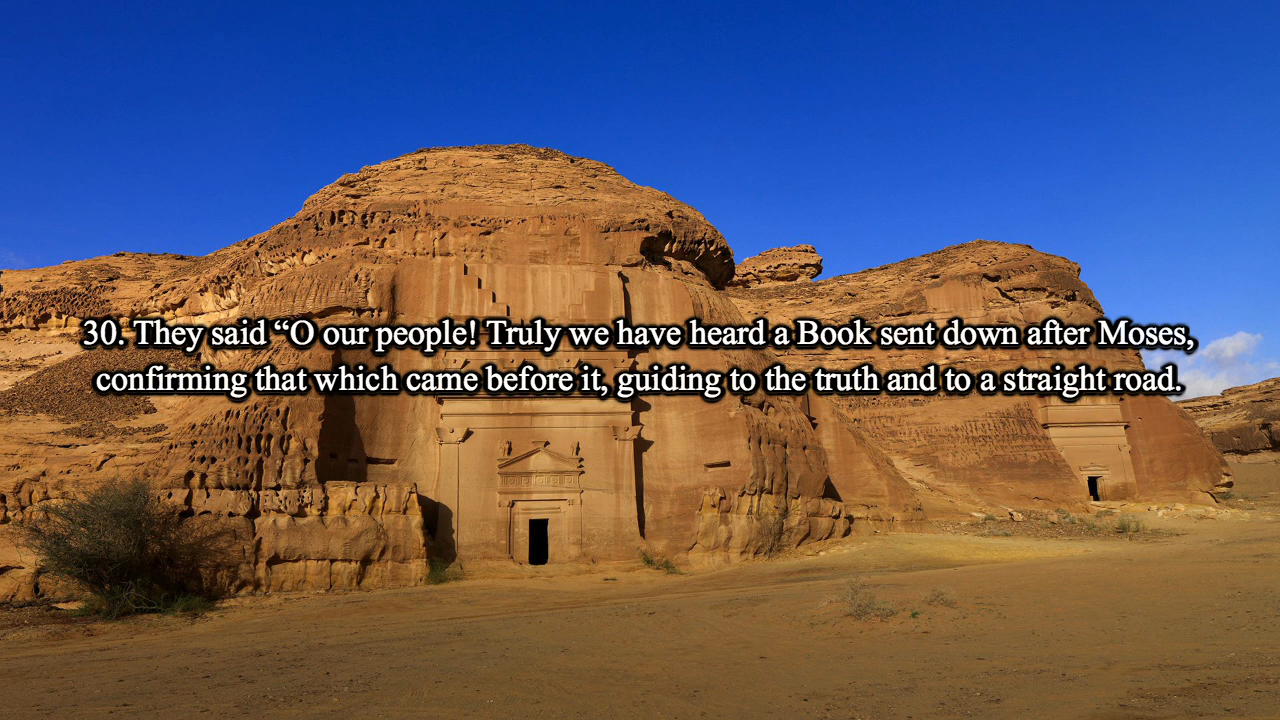 30. They said “O our people! Truly we have heard a Book sent down after Moses,
confirming that which came before it, guiding to the truth and to a straight road.